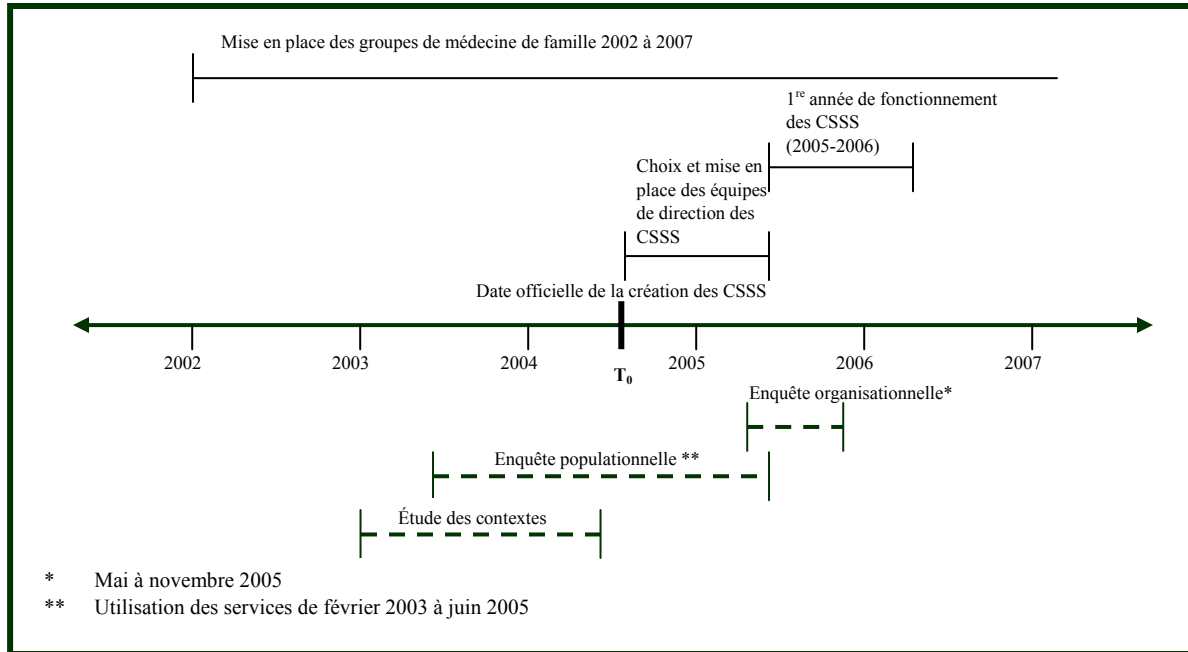 Mise en place des groupes de médecine de famille 2002 à 2007
1re année de fonctionnement
des CSSS
(2005-2006)
Choix et mise en
place des équipes
de direction des
CSSS
Date officielle de la création des CSSS
2002 2003 2004 2005 2006 2007
T0
Enquête organisationnelle*
Enquête populationnelle **
Étude des contextes
* Mai à novembre 2005
** Utilisation des services de février 2003 à juin 2005